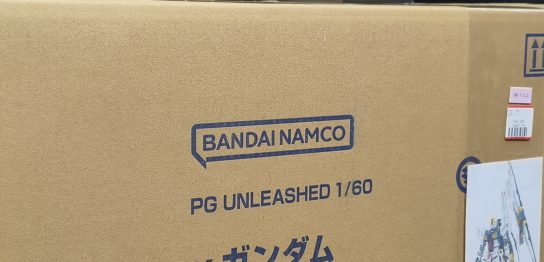 BANDAI NAMCO
PG UNLEASHED 1/60
ガンダム